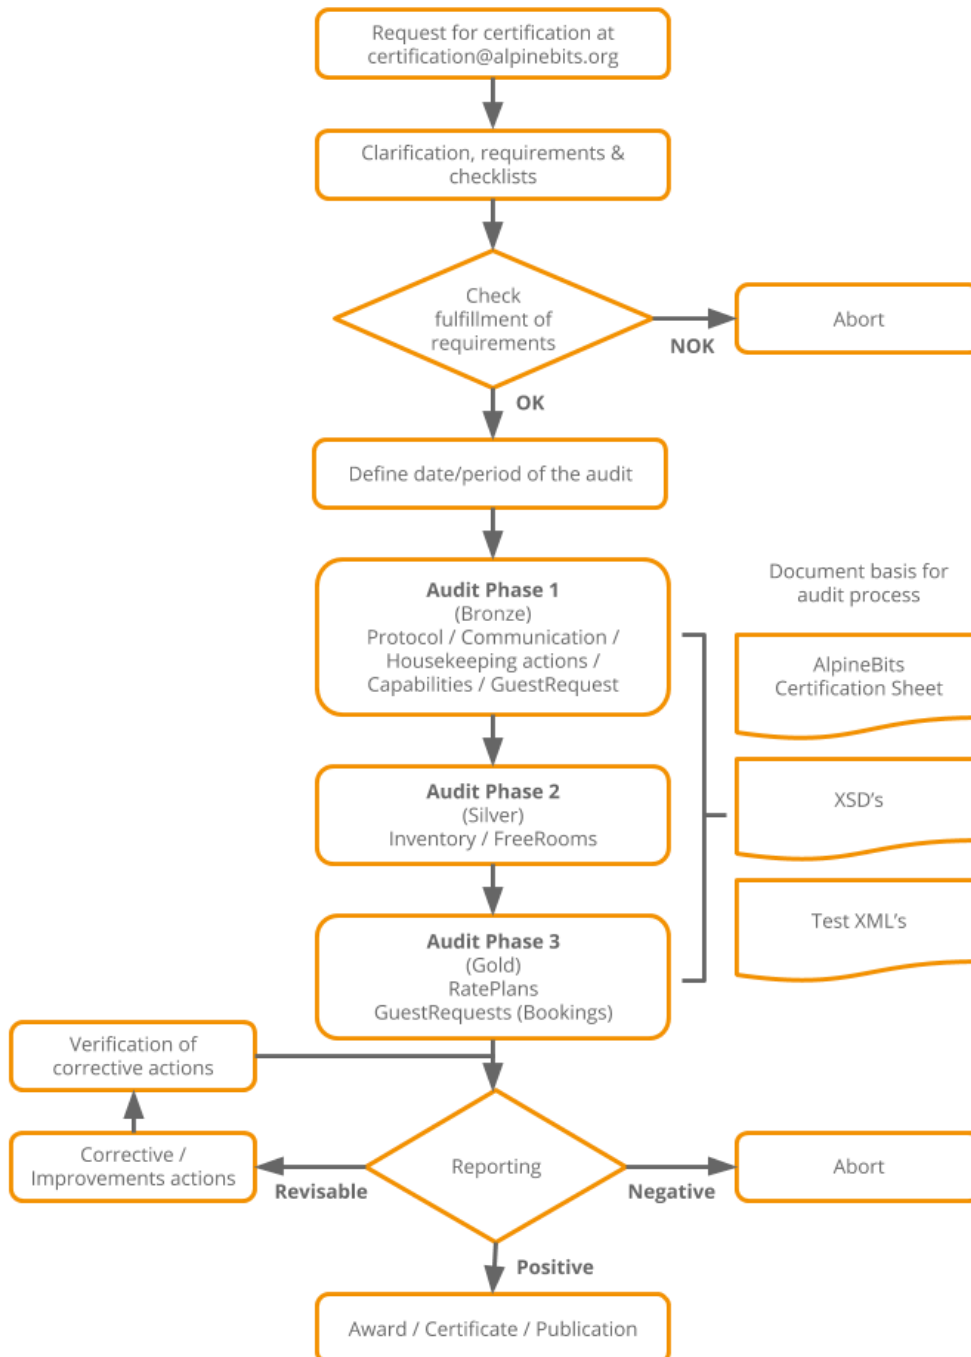 Request for certification at
certification@alpinebits.org
Clarification, requirements &
checklists
Check
fulfillment of
requirements
NOK
Abort
OK
Define date/period of the audit
Audit Phase 1
(Bronze)
Protocol / Communication /
Housekeeping actions /
Capabilities / GuestRequest
Document basis for
audit process
AlpineBits
Certification Sheet
Audit Phase 2
(Silver)
Inventory / FreeRooms
XSD's
Audit Phase 3
(Gold)
RatePlans
GuestRequests (Bookings)
Test XML's
Verification of
corrective actions
Corrective /
Improvements actions
Revisable
Reporting
Negative
Abort
Positive
Award / Certificate / Publication